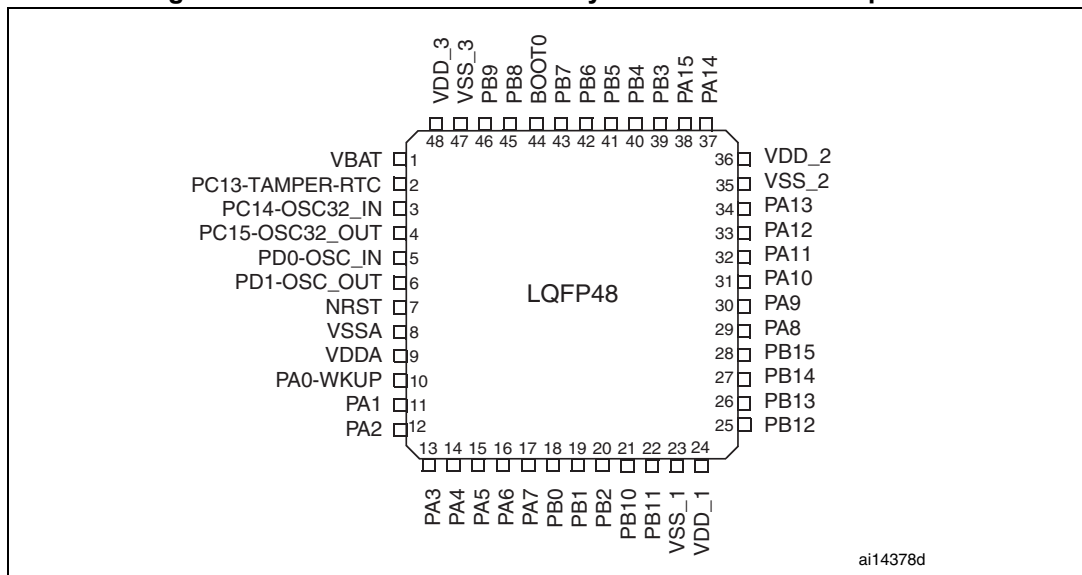 VDD_3
VSS_3
PB9
PB8
BOOT0
PB7
PB6
PB5
PB4
PB3
PA15
PA14
48 47 46 45 44 43 42 41 40 39 38 37
VBAT 1
PC13-TAMPER-RTC 2
PC14-OSC32_IN 3
PC15-OSC32_OUT 4
PD0-OSC_IN 5
PD1-OSC_OUT 6
NRST 7
VSSA 8
VDDA 9
PA0-WKUP 10
PA1 11
PA2 12
LQFP48
36 VDD_2
35 VSS_2
34 PA13
33 PA12
32 PA11
31 PA10
30 PA9
29 PA8
28 PB15
27 PB14
26 PB13
25 PB12
13 14 15 16 17 18 19 20 21 22 23 24
PA3
PA4
PA5
PA6
PA7
PB0
PB1
PB2
PB10
PB11
VSS_1
VDD_1
ai14378d